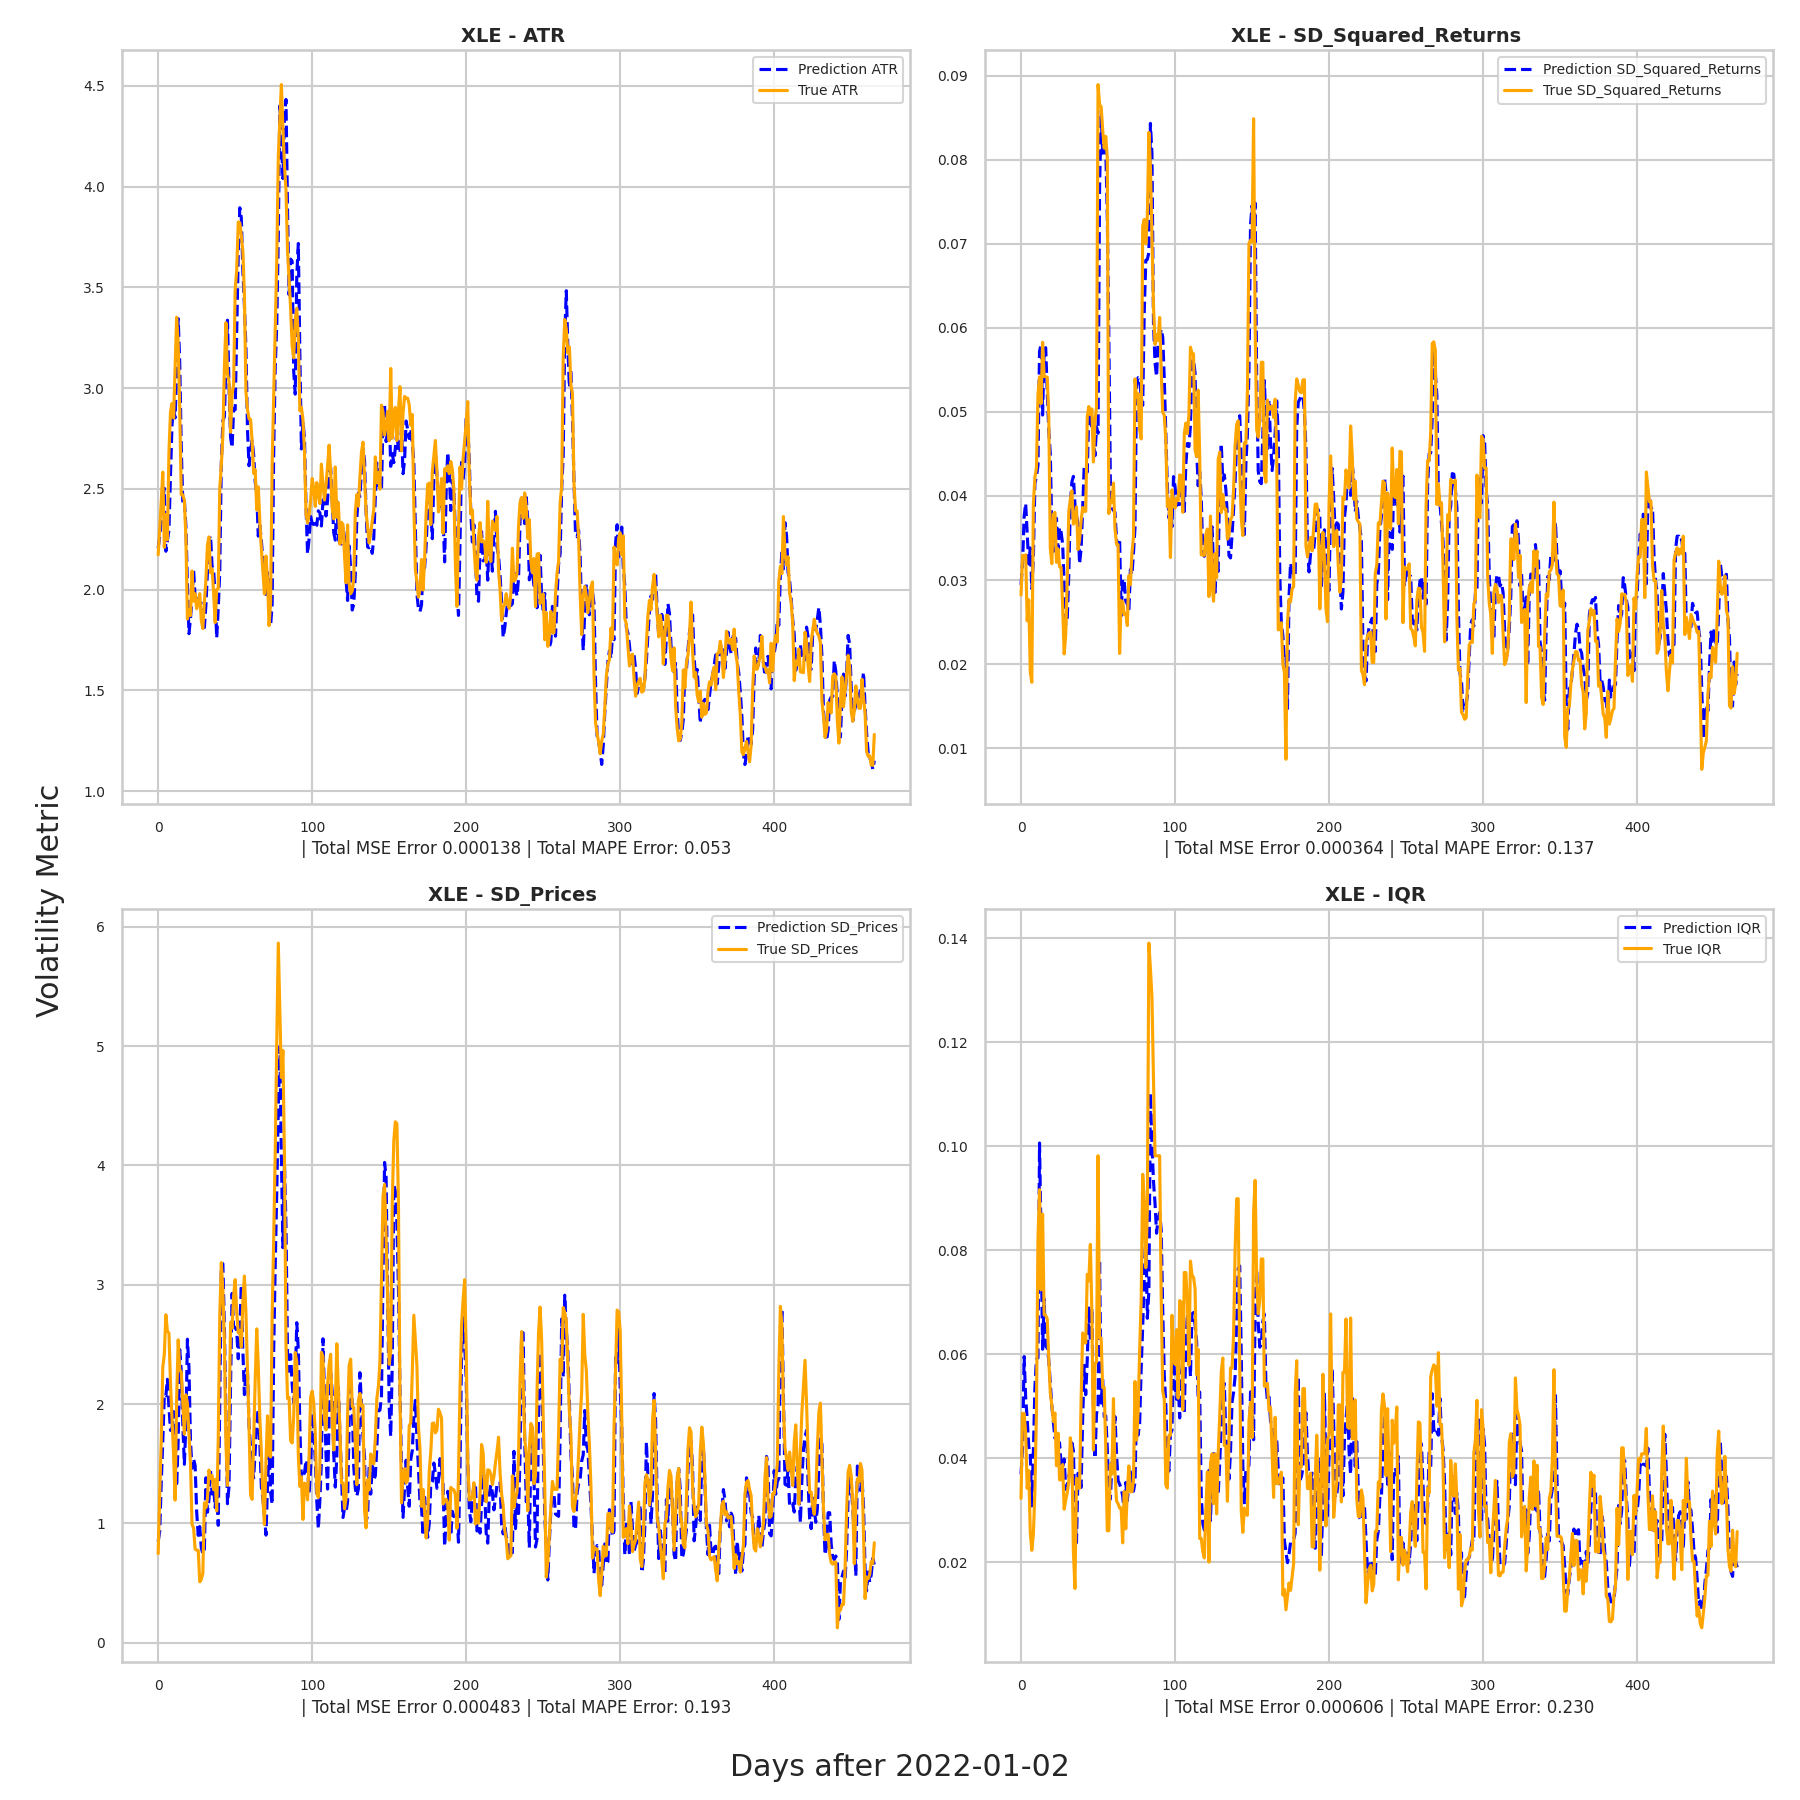 XLE - ATR
Prediction ATR
True ATR
4.5
4.0
3.5
3.0
2.5
2.0
1.5
1.0
0 100 200 300 400
| Total MSE Error 0.000138 | Total MAPE Error: 0.053
XLE - SD_Squared_Returns
Prediction SD_Squared_Returns
True SD_Squared_Returns
0.09
0.08
0.07
0.06
0.05
0.04
0.03
0.02
0.01
0 100 200 300 400
| Total MSE Error 0.000364 | Total MAPE Error: 0.137
Volatility Metric
XLE - SD_Prices
Prediction SD_Prices
True SD_Prices
6
5
4
3
2
1
0
0 100 200 300 400
| Total MSE Error 0.000483 | Total MAPE Error: 0.193
XLE - IQR
Prediction IQR
True IQR
0.14
0.12
0.10
0.08
0.06
0.04
0.02
0 100 200 300 400
| Total MSE Error 0.000606 | Total MAPE Error: 0.230
Days after 2022-01-02